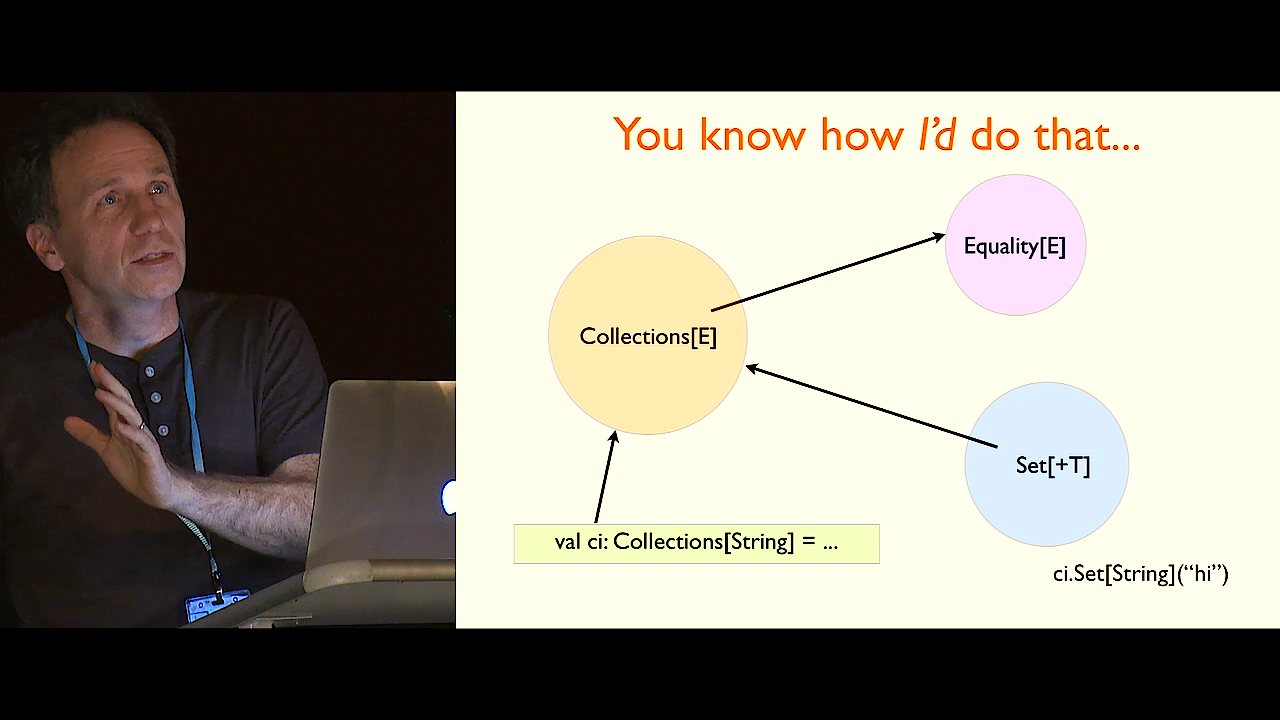 You know how I'd do that...
Equality[E]
Collections[E]
Set[+T]
val ci: Collections[String] = ...
ci.Set[String](“hi”)